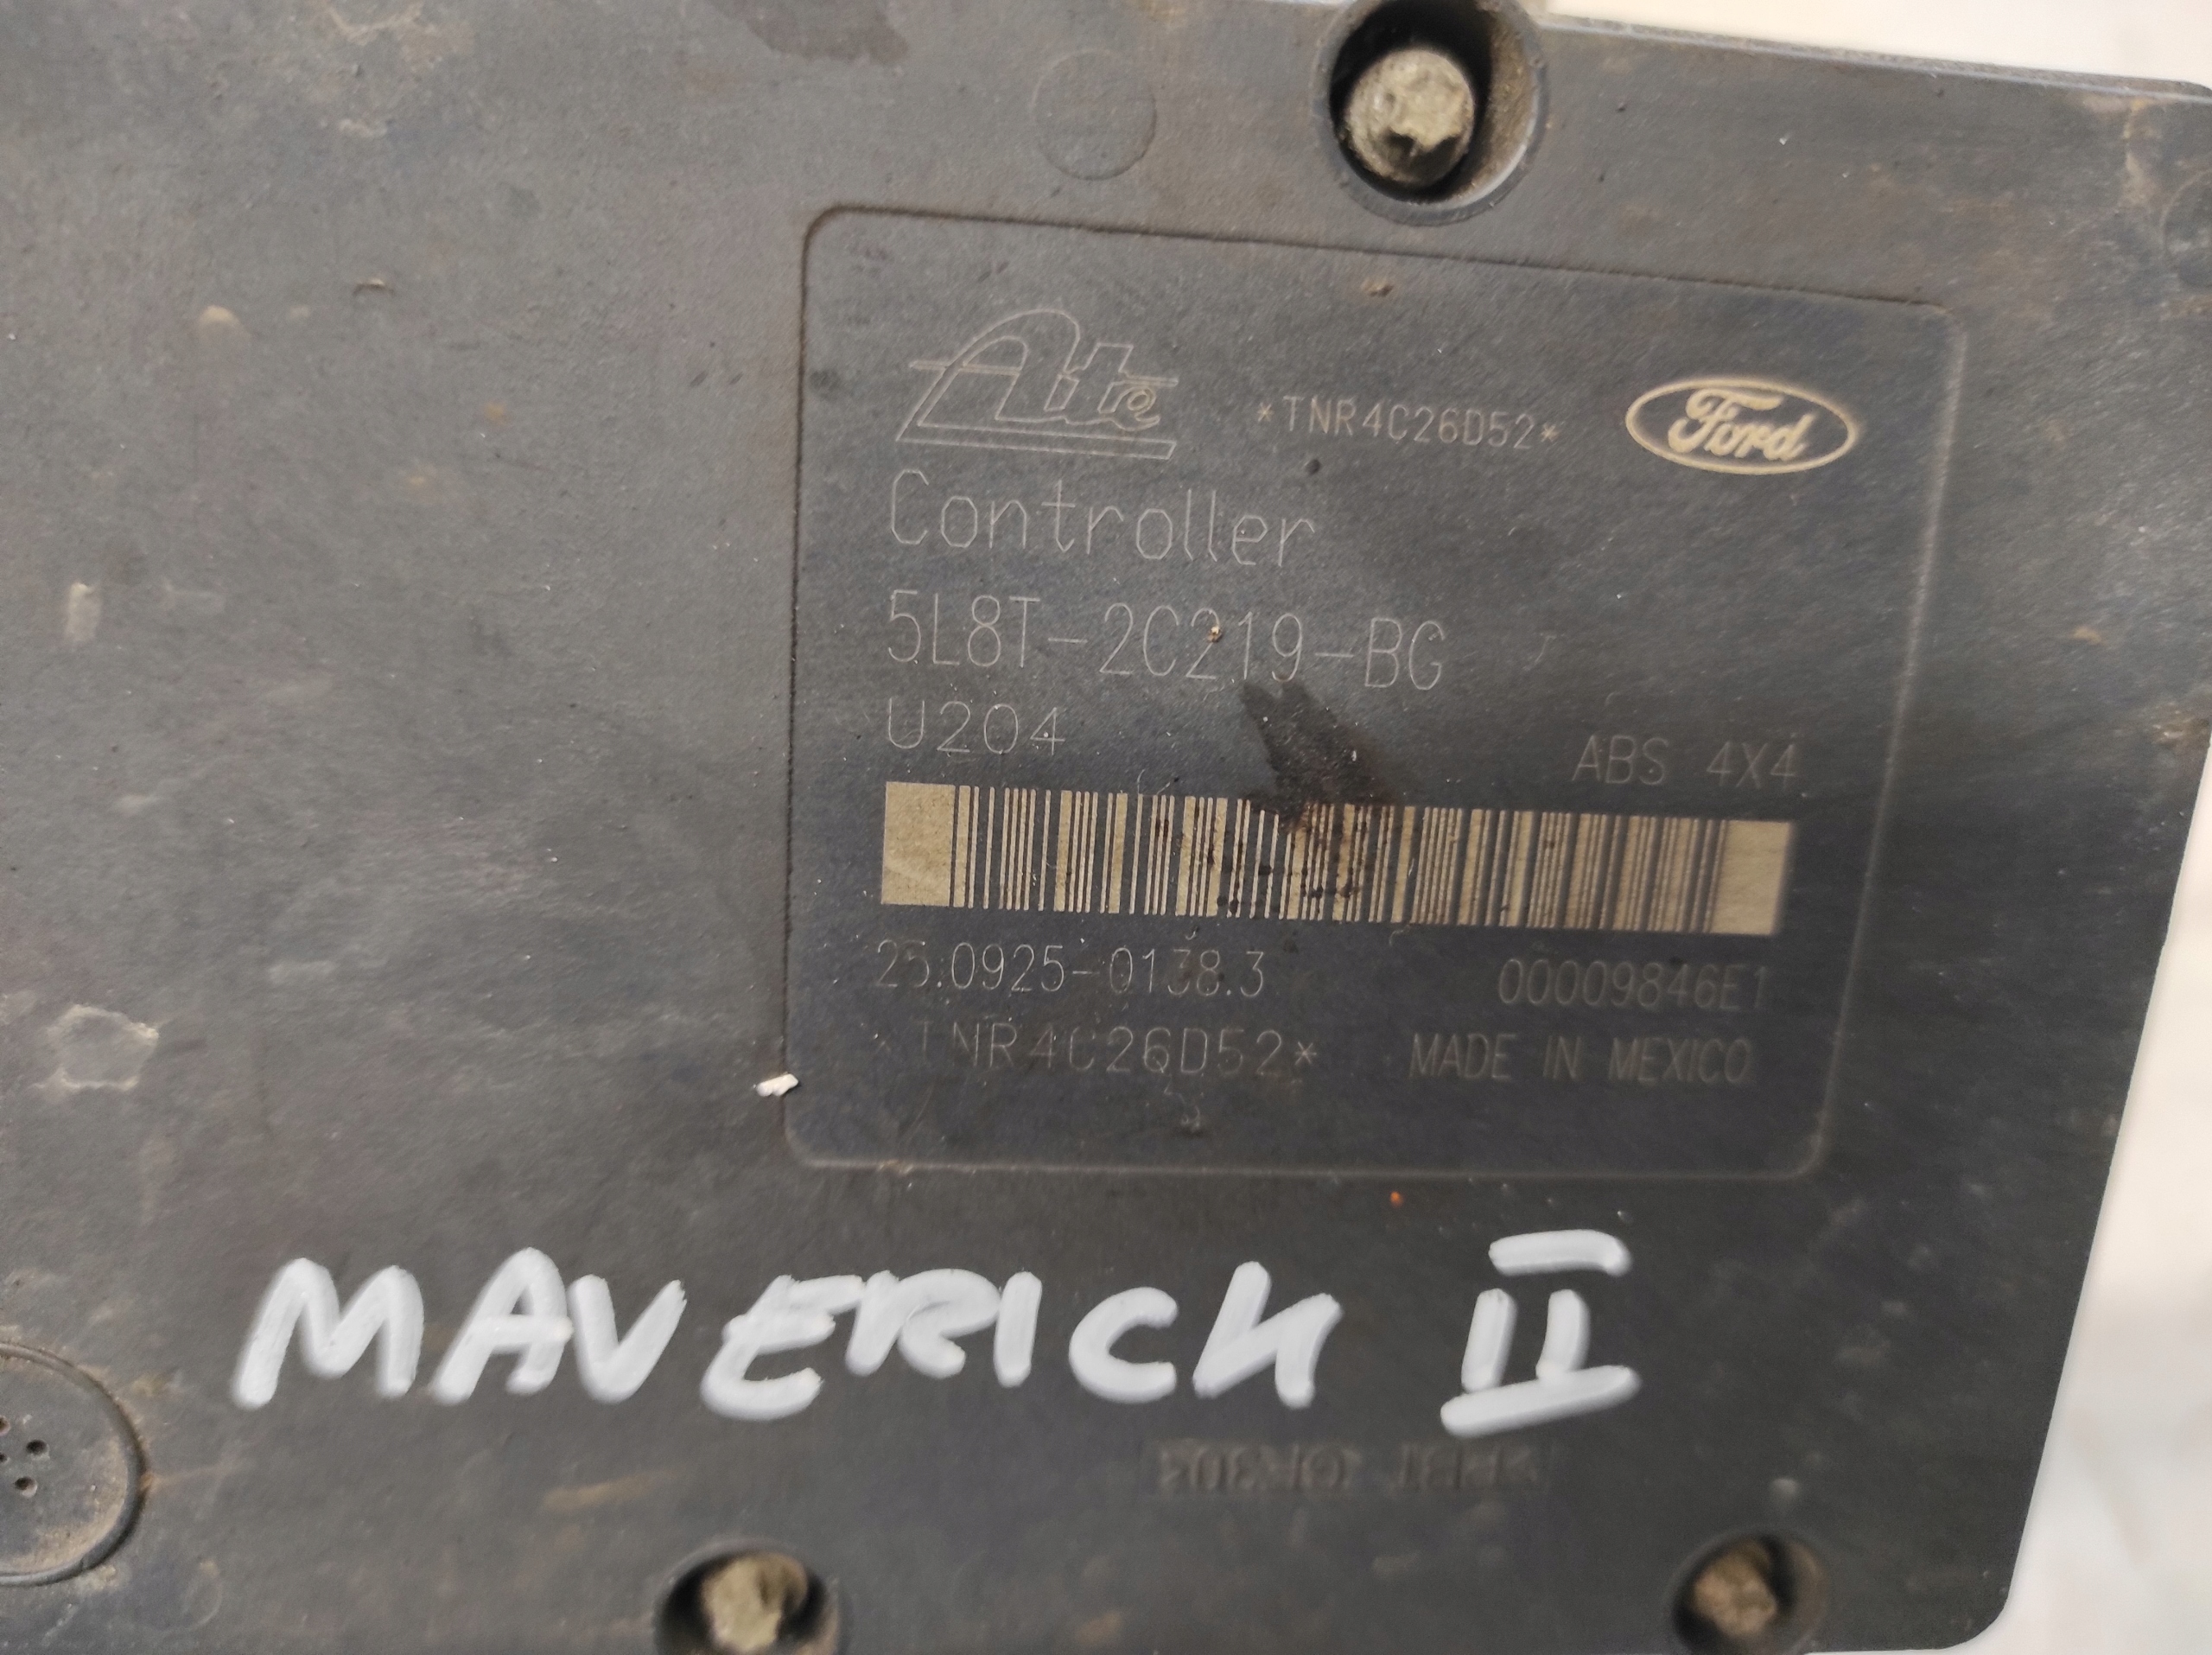 Ate *TNR4C26D52* Ford
Controller
5L8T-2C219-BG
U204 ABS 4X4
25.0925-0138.3 00009846E1
TNR4C26D52* MADE IN MEXICO
MAVERICK II